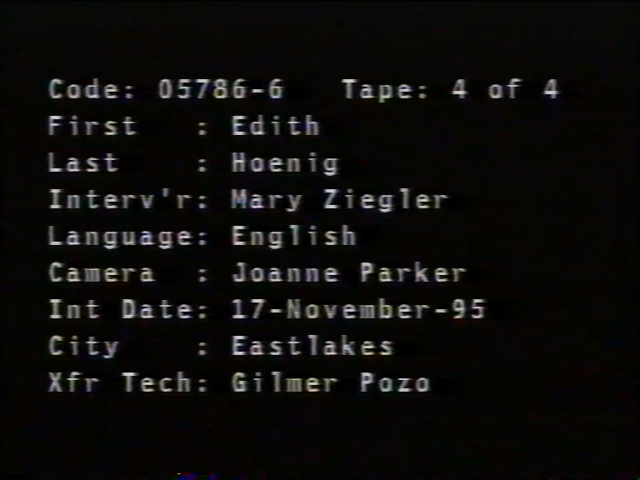 Code: 05786-6   Tape: 4 of 4
First   : Edith
Last    : Hoenig
Interv'r: Mary Ziegler
Language: English
Camera  : Joanne Parker
Int Date: 17-November-95
City    : Eastlakes
Xfr Tech: Gilmer Pozo